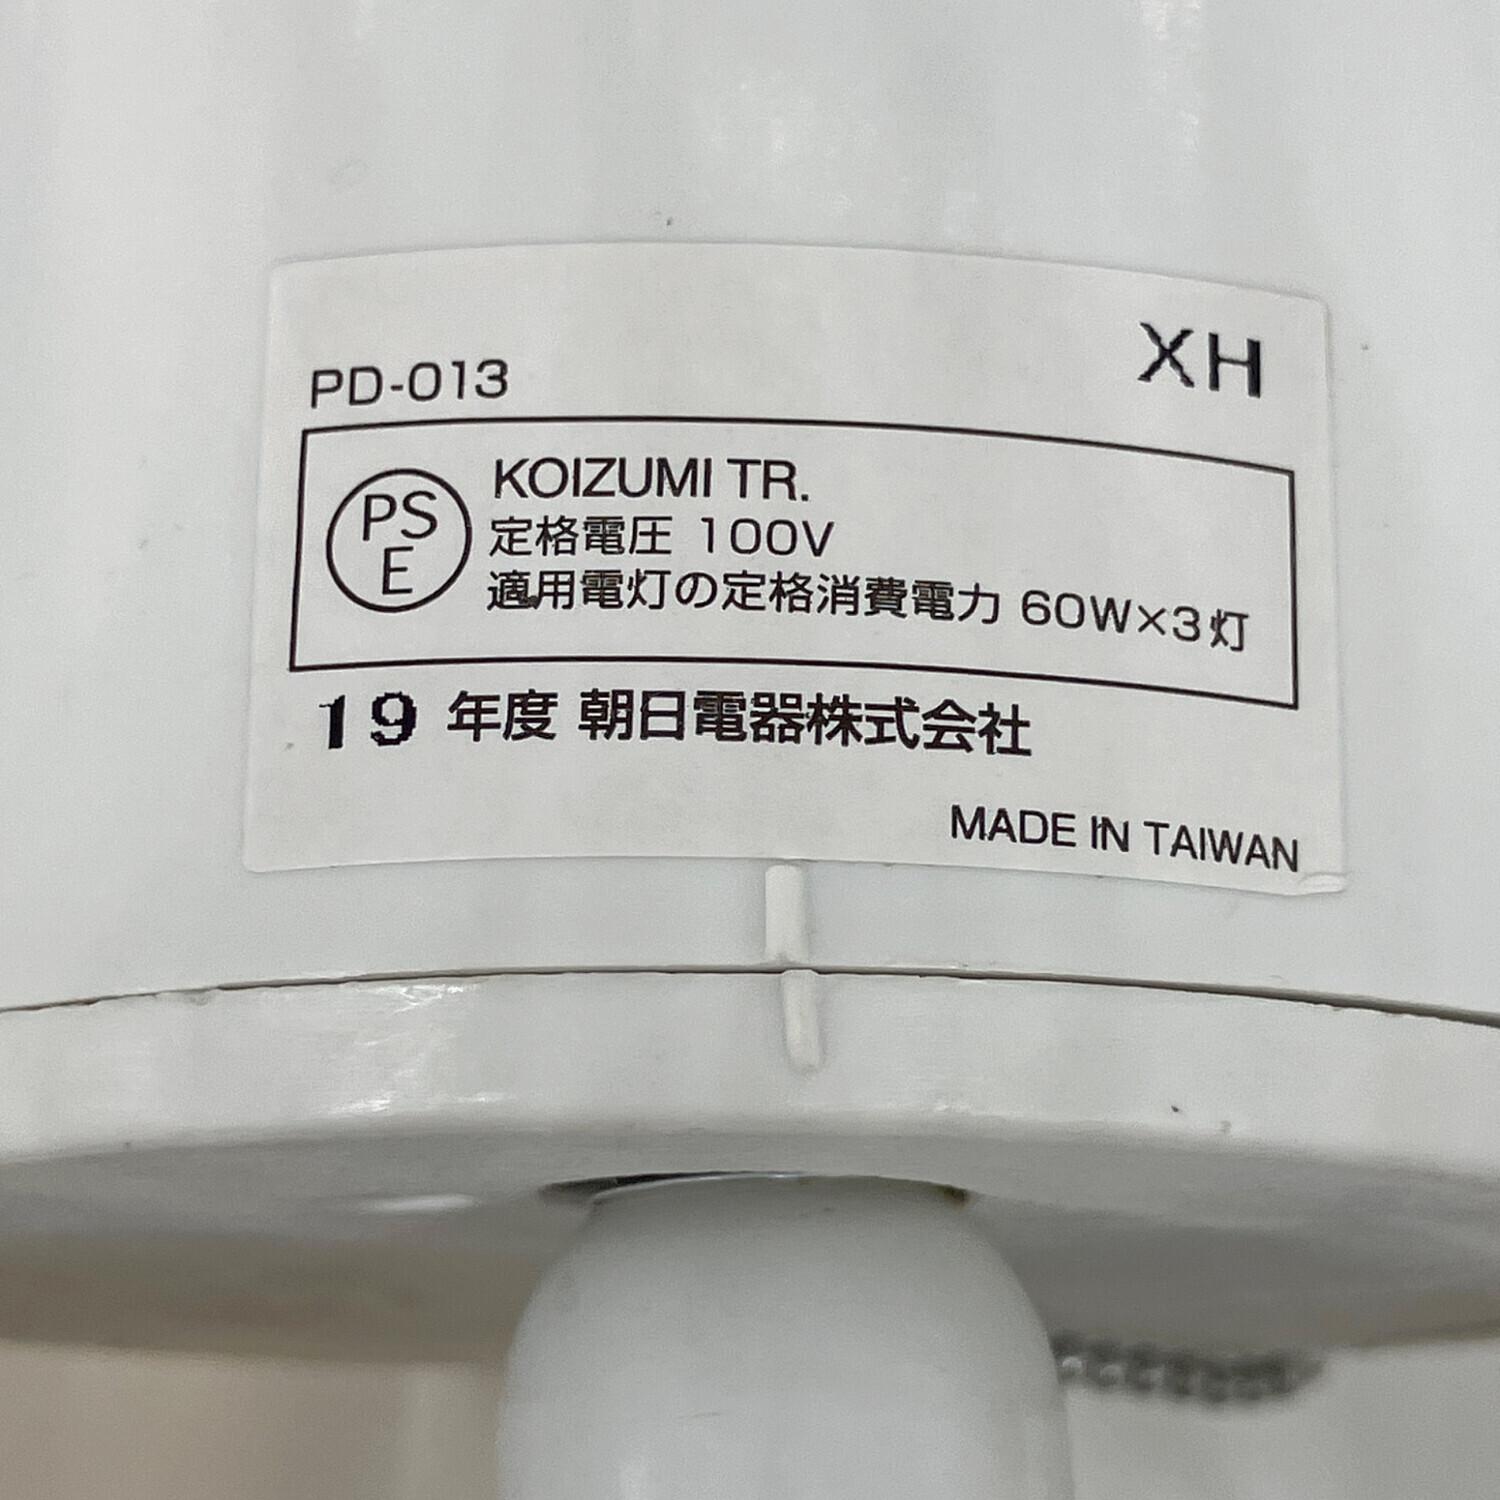 XH
PD-013
PS
E
KOIZUMI TR.
定格電圧 100V
適用電灯の定格消費電力 60W×3灯
19 年度 朝日電器株式会社
MADE IN TAIWAN